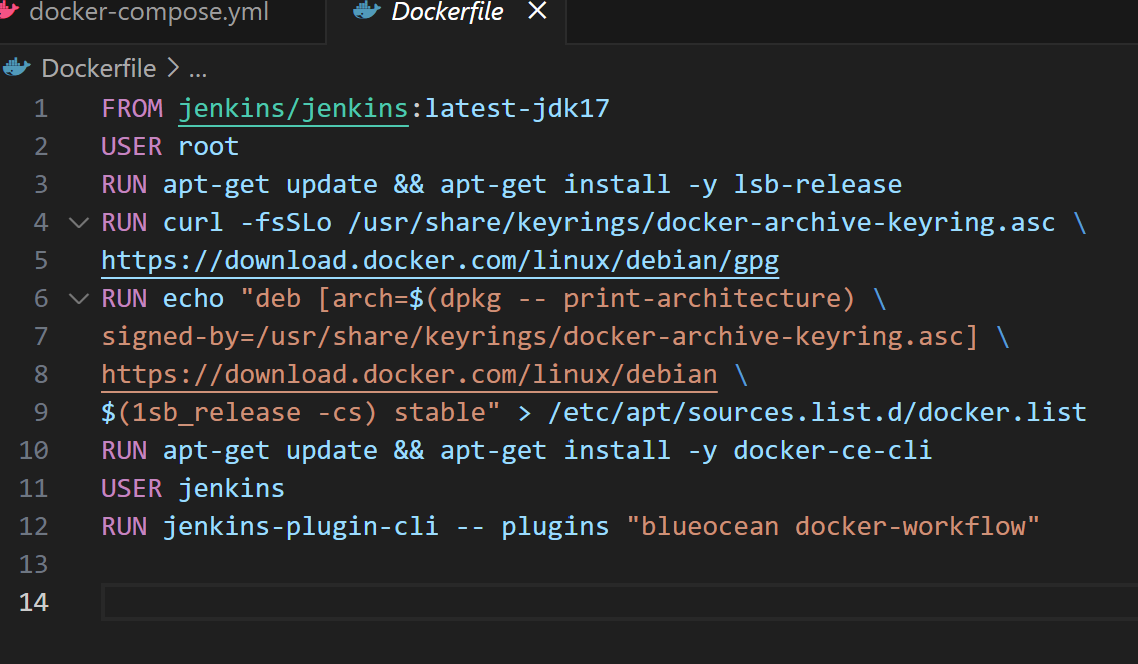 docker-compose.yml
Dockerfile
Dockerfile > ...
1 FROM jenkins/jenkins:latest-jdk17
2 USER root
3 RUN apt-get update && apt-get install -y lsb-release
4 RUN curl -fsSLo /usr/share/keyrings/docker-archive-keyring.asc \
5 https://download.docker.com/linux/debian/gpg
6 RUN echo "deb [arch=$(dpkg -- print-architecture) \
7 signed-by=/usr/share/keyrings/docker-archive-keyring.asc] \
8 https://download.docker.com/linux/debian \
9 $(1sb_release -cs) stable" > /etc/apt/sources.list.d/docker.list
10 RUN apt-get update && apt-get install -y docker-ce-cli
11 USER jenkins
12 RUN jenkins-plugin-cli -- plugins "blueocean docker-workflow"
13
14